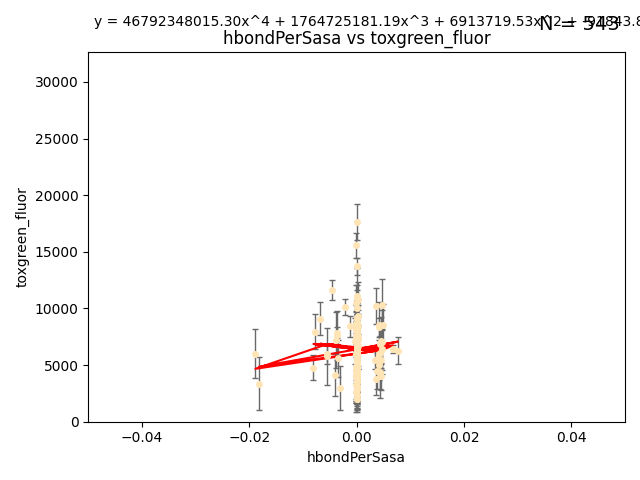 y = 46792348015.30x^4 + 1764725181.19x^3 + 6913719.53x^2
N = 543
hbondPerSasa vs toxgreen_fluor
30000
25000
20000
15000
10000
5000
0
toxgreen_fluor
−0.04
−0.02
0.00
0.02
0.04
hbondPerSasa